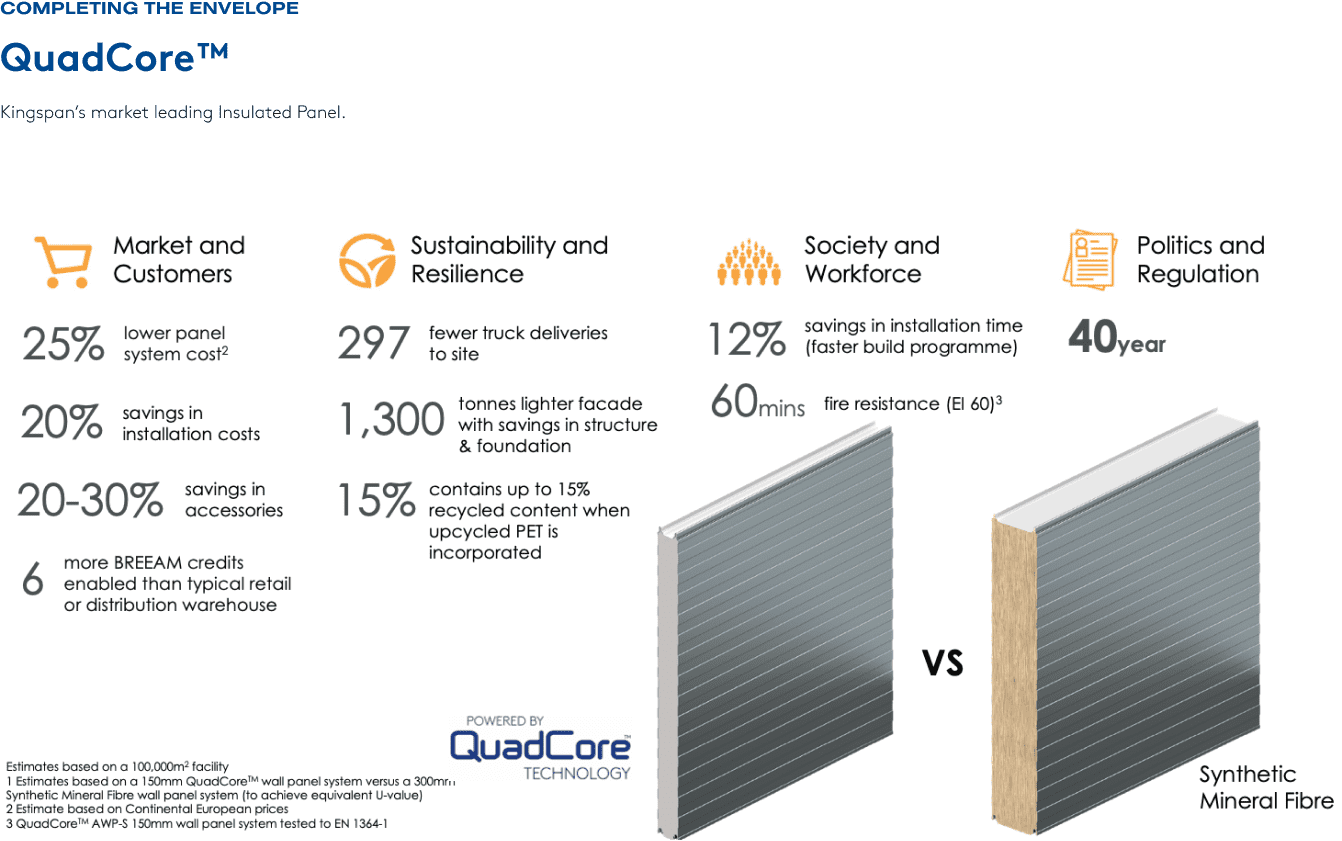 COMPLETING THE ENVELOPE
QuadCore™
Kingspan's market leading Insulated Panel.
Market and
Customers
25% lower panel
system cost²
20% savings in
installation costs
20-30% savings in
accessories
6 more BREEAM credits
enabled than typical retail
or distribution warehouse
Sustainability and
Resilience
297 fewer truck deliveries
to site
1,300 tonnes lighter facade
with savings in structure
& foundation
15% contains up to 15%
recycled content when
upcycled PET is
incorporated
Society and
Workforce
12% savings in installation time
(faster build programme)
60mins fire resistance (EI 60)³
Politics and
Regulation
40year
VS
Synthetic
Mineral Fibre
POWERED BY
QuadCore™
TECHNOLOGY
Estimates based on a 100,000m² facility
1 Estimates based on a 150mm QuadCore™ wall panel system versus a 300mm
Synthetic Mineral Fibre wall panel system (to achieve equivalent U-value)
2 Estimate based on Continental European prices
3 QuadCore™ AWP-S 150mm wall panel system tested to EN 1364-1